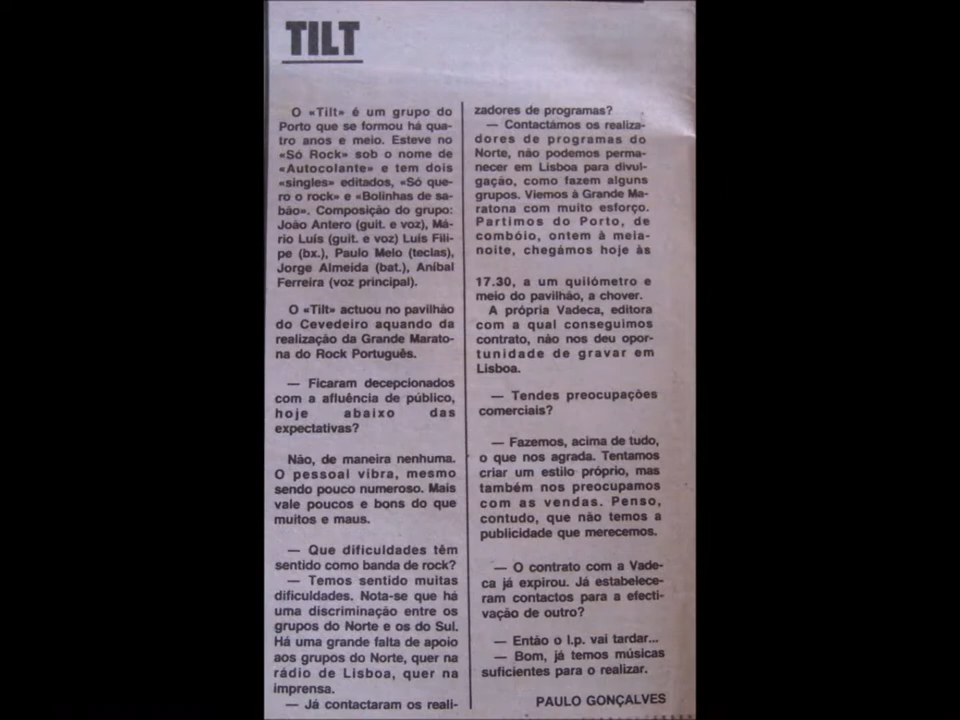 TILT
O «Tilt» é um grupo do
Porto que se formou há qua-
tro anos e meio. Esteve no
«Só Rock» sob o nome de
«Autocolante» e tem dois
«singles» editados, «Só que-
ro o rock» e «Bolinhas de sa-
bão». Composição do grupo:
João Antero (guit. e voz), Má-
rio Luís (guit. e voz) Luís Fili-
pe (bx.), Paulo Melo (teclas),
Jorge Almeida (bat.), Aníbal
Ferreira (voz principal).
O «Tilt» actuou no pavilhão
do Cevedeiro aquando da
realização da Grande Marato-
na do Rock Português.
— Ficaram decepcionados
com a afluência de público,
hoje abaixo das
expectativas?
Não, de maneira nenhuma.
O pessoal vibra, mesmo
sendo pouco numeroso. Mais
vale poucos e bons do que
muitos e maus.
— Que dificuldades têm
sentido como banda de rock?
— Temos sentido muitas
dificuldades. Nota-se que há
uma discriminação entre os
grupos do Norte e os do Sul.
Há uma grande falta de apoio
aos grupos do Norte, quer na
rádio de Lisboa, quer na
imprensa.
— Já contactaram os reali-
zadores de programas?
— Contactámos os realiza-
dores de programas do
Norte, não podemos perma-
necer em Lisboa para divul-
gação, como fazem alguns
grupos. Viemos à Grande Ma-
ratona com muito esforço.
Partimos do Porto, de
combóio, ontem à meia-
noite, chegámos hoje às
17.30, a um quilómetro e
meio do pavilhão, a chover.
A própria Vadeca, editora
com a qual conseguimos
contrato, não nos deu opor-
tunidade de gravar em
Lisboa.
— Tendes preocupações
comerciais?
— Fazemos, acima de tudo,
o que nos agrada. Tentamos
criar um estilo próprio, mas
também nos preocupamos
com as vendas. Penso,
contudo, que não temos a
publicidade que merecemos.
— O contrato com a Vade-
ca já expirou. Já estabelece-
ram contactos para a efecti-
vação de outro?
— Então o l.p. vai tardar...
— Bom, já temos músicas
suficientes para o realizar.
PAULO GONÇALVES